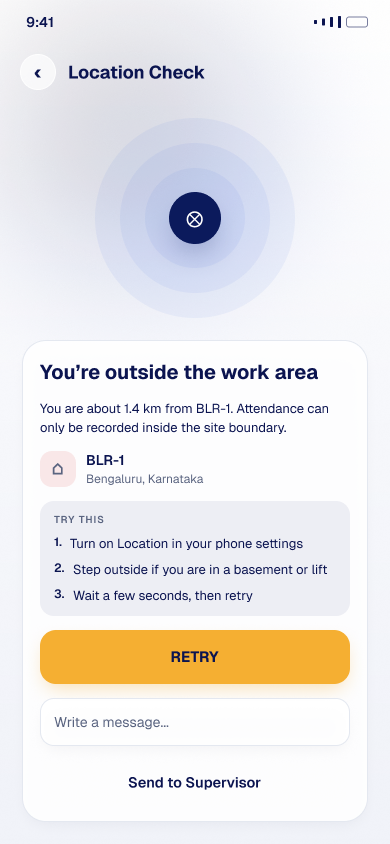 9:41
Location Check
You’re outside the work area
You are about 1.4 km from BLR-1. Attendance can
only be recorded inside the site boundary.
BLR-1
Bengaluru, Karnataka
TRY THIS
1. Turn on Location in your phone settings
2. Step outside if you are in a basement or lift
3. Wait a few seconds, then retry
RETRY
Write a message...
Send to Supervisor